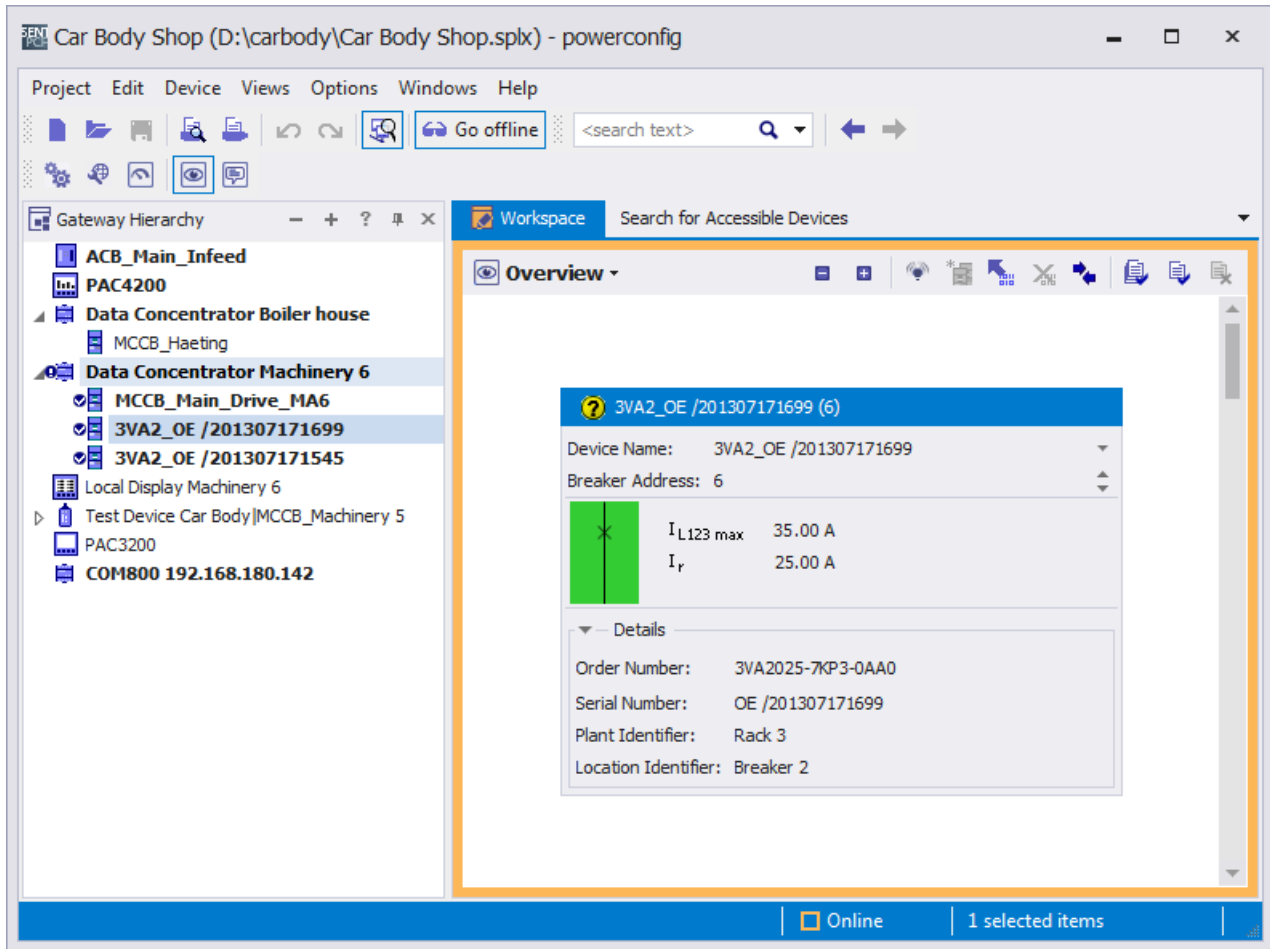 Car Body Shop (D:\carbody\Car Body Shop.splx) - powerconfig
Project Edit Device Views Options Windows Help
Go offline <search text>
Gateway Hierarchy
ACB_Main_Infeed
PAC4200
Data Concentrator Boiler house
MCCB_Haeting
Data Concentrator Machinery 6
MCCB_Main_Drive_MA6
3VA2_OE /201307171699
3VA2_OE /201307171545
Local Display Machinery 6
Test Device Car Body|MCCB_Machinery 5
PAC3200
COM800 192.168.180.142
Workspace Search for Accessible Devices
Overview
3VA2_OE /201307171699 (6)
Device Name: 3VA2_OE /201307171699
Breaker Address: 6
I L123 max 35.00 A
I r 25.00 A
Details
Order Number: 3VA2025-7KP3-0AA0
Serial Number: OE /201307171699
Plant Identifier: Rack 3
Location Identifier: Breaker 2
Online 1 selected items